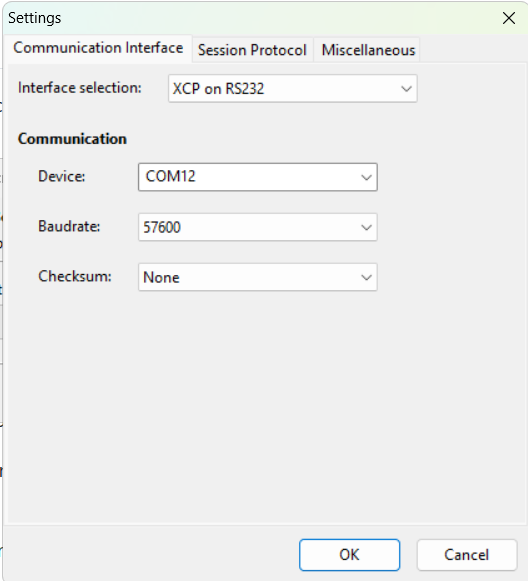 Settings
Communication Interface Session Protocol Miscellaneous
Interface selection: XCP on RS232
Communication
Device: COM12
Baudrate: 57600
Checksum: None
OK Cancel